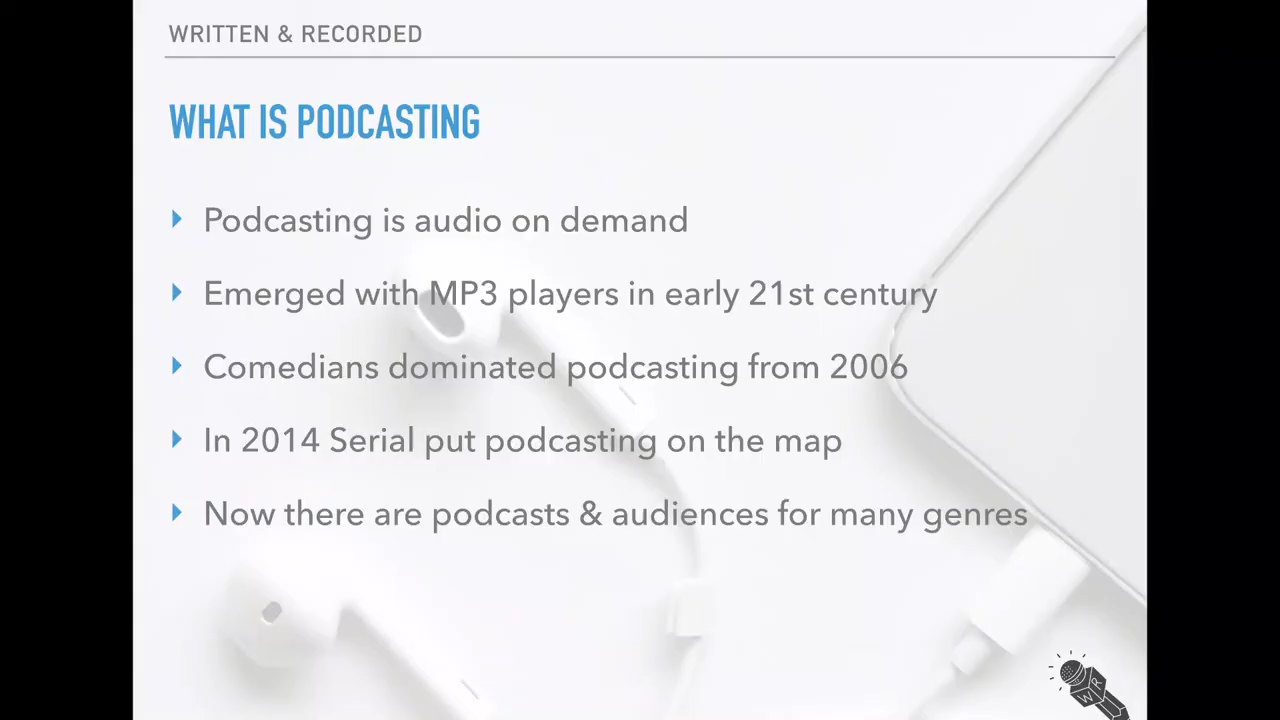 WRITTEN & RECORDED
WHAT IS PODCASTING
Podcasting is audio on demand
Emerged with MP3 players in early 21st century
Comedians dominated podcasting from 2006
In 2014 Serial put podcasting on the map
Now there are podcasts & audiences for many genres
WR